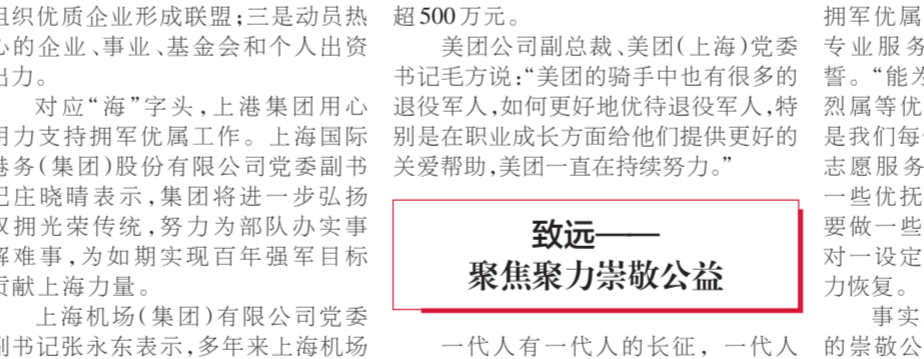 组织优质企业形成联盟;三是动员热
心的企业、事业、基金会和个人出资
出力。
对应“海”字头,上港集团用心
用力支持拥军优属工作。上海国际
港务(集团)股份有限公司党委副书
记庄晓晴表示,集团将进一步弘扬
双拥光荣传统,努力为部队办实事
解难事,为如期实现百年强军目标
贡献上海力量。
上海机场(集团)有限公司党委
副书记张永东表示,多年来上海机场
超500万元。
美团公司副总裁、美团(上海)党委
书记毛方说:“美团的骑手中也有很多的
退役军人,如何更好地优待退役军人,特
别是在职业成长方面给他们提供更好的
关爱帮助,美团一直在持续努力。”
致远——
聚焦聚力崇敬公益
一代人有一代人的长征,一代人
拥军优属
专业服务
誓。“能为
烈属等优
是我们每
志愿服务
一些优抚
要做一些
对一设定
力恢复。
事实
的崇敬公